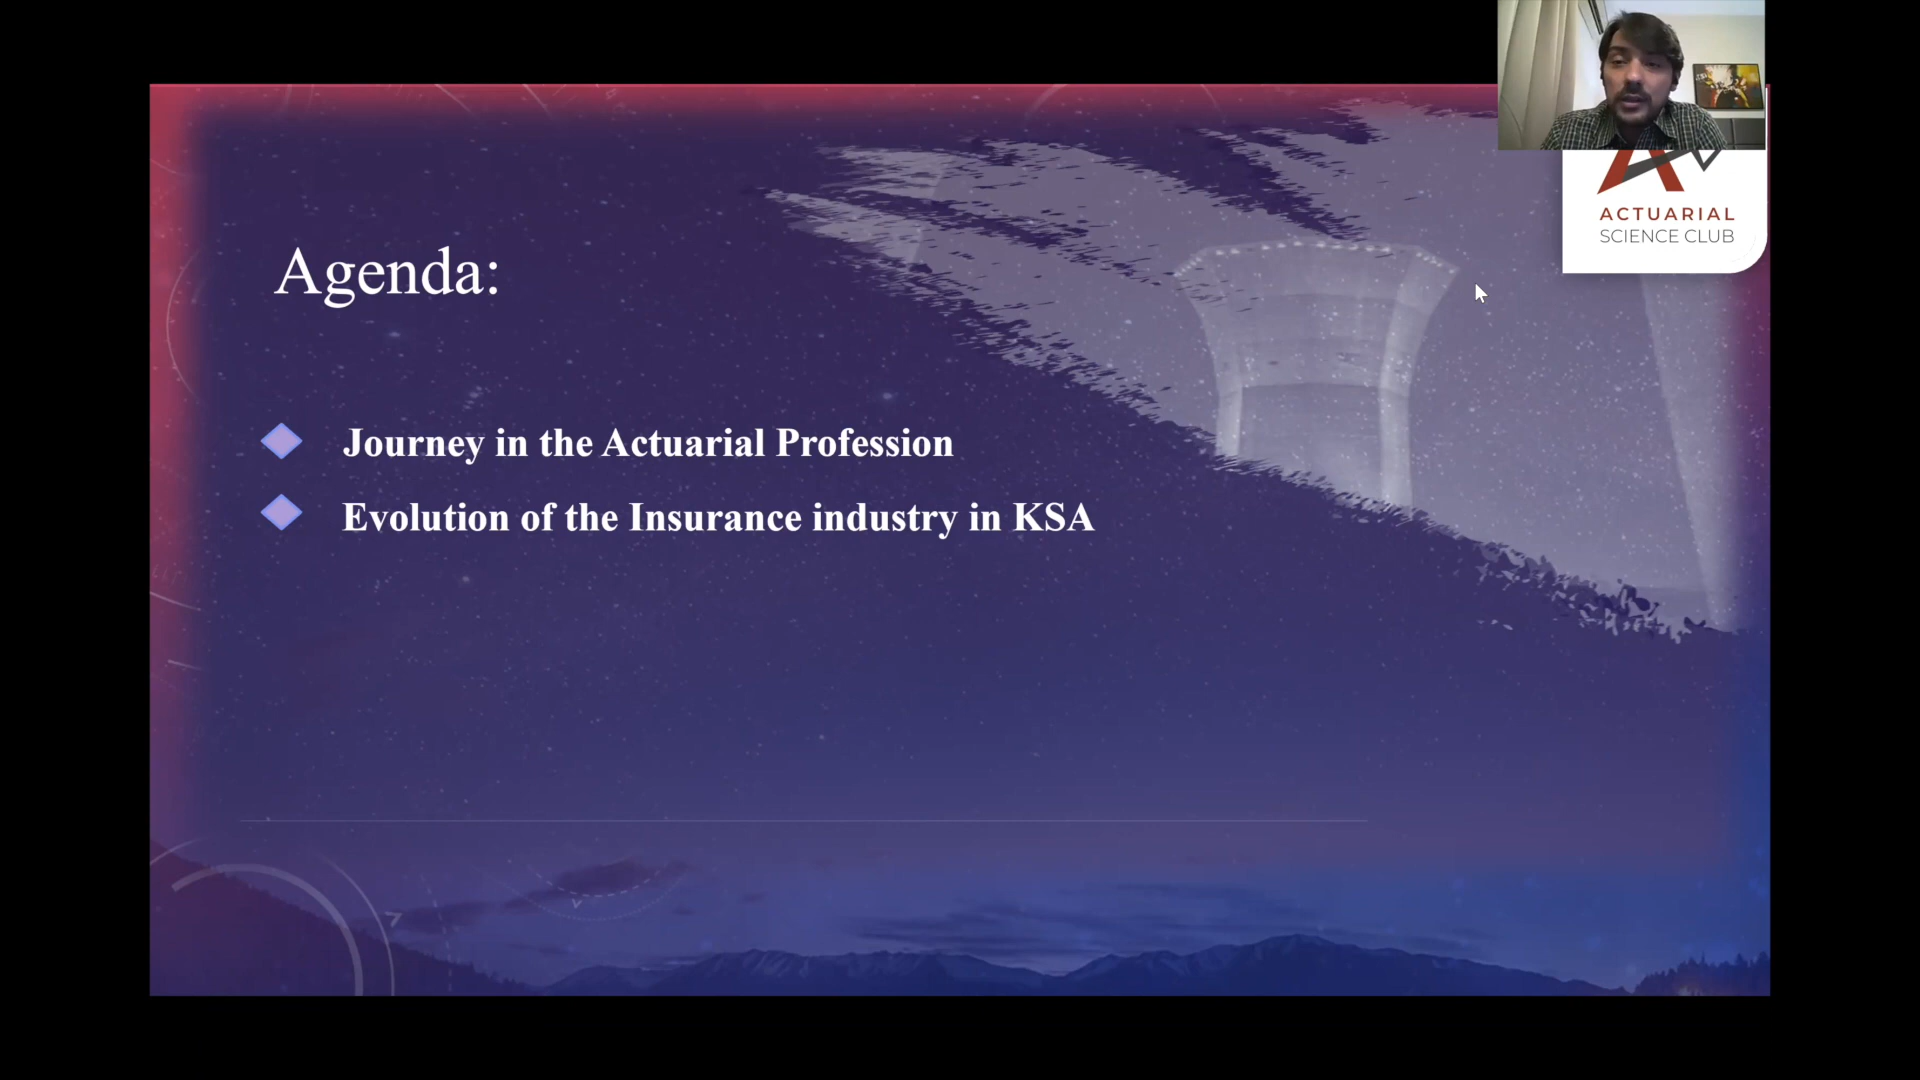 ACTUARIAL
SCIENCE CLUB
Agenda:
Journey in the Actuarial Profession
Evolution of the Insurance industry in KSA